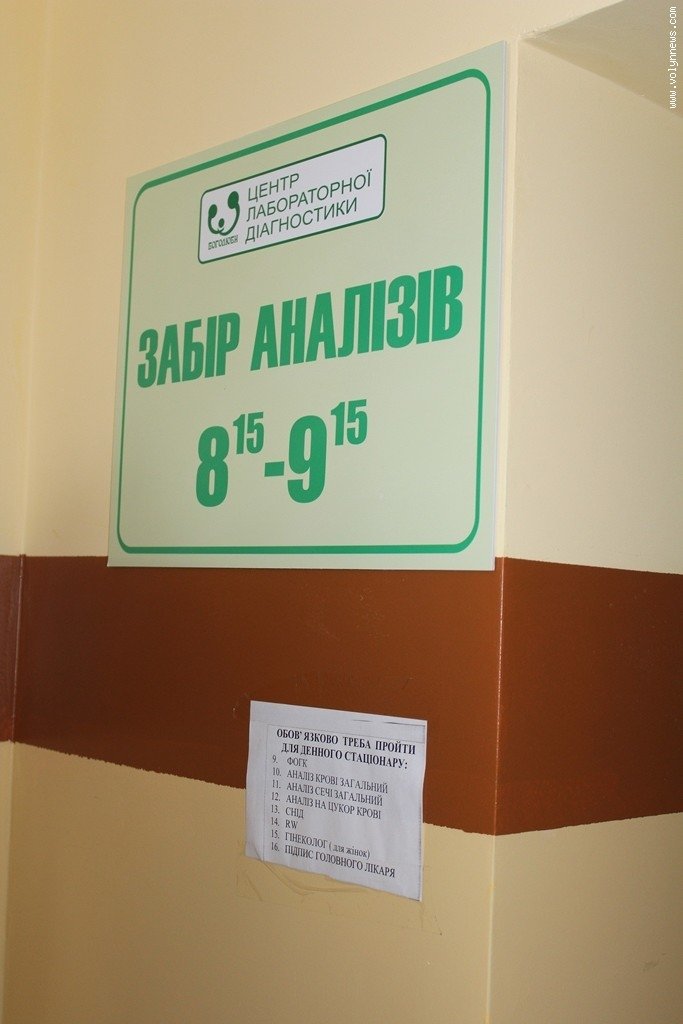 www.volynnews.com
ЦЕНТР
ЛАБОРАТОРНОЇ
ДІАГНОСТИКИ
БОГОЛЮБИ
ЗАБІР АНАЛІЗІВ
8 15 - 9 15
ОБОВ'ЯЗКОВО ТРЕБА ПРОЙТИ
ДЛЯ ДЕННОГО СТАЦІОНАРУ:
9. ФОГК
10. АНАЛІЗ КРОВІ ЗАГАЛЬНИЙ
11. АНАЛІЗ СЕЧІ ЗАГАЛЬНИЙ
12. АНАЛІЗ НА ЦУКОР КРОВІ
13. СНІД
14. RW
15. ГІНЕКОЛОГ ( для жінок)
16. ПІДПИС ГОЛОВНОГО ЛІКАРЯ